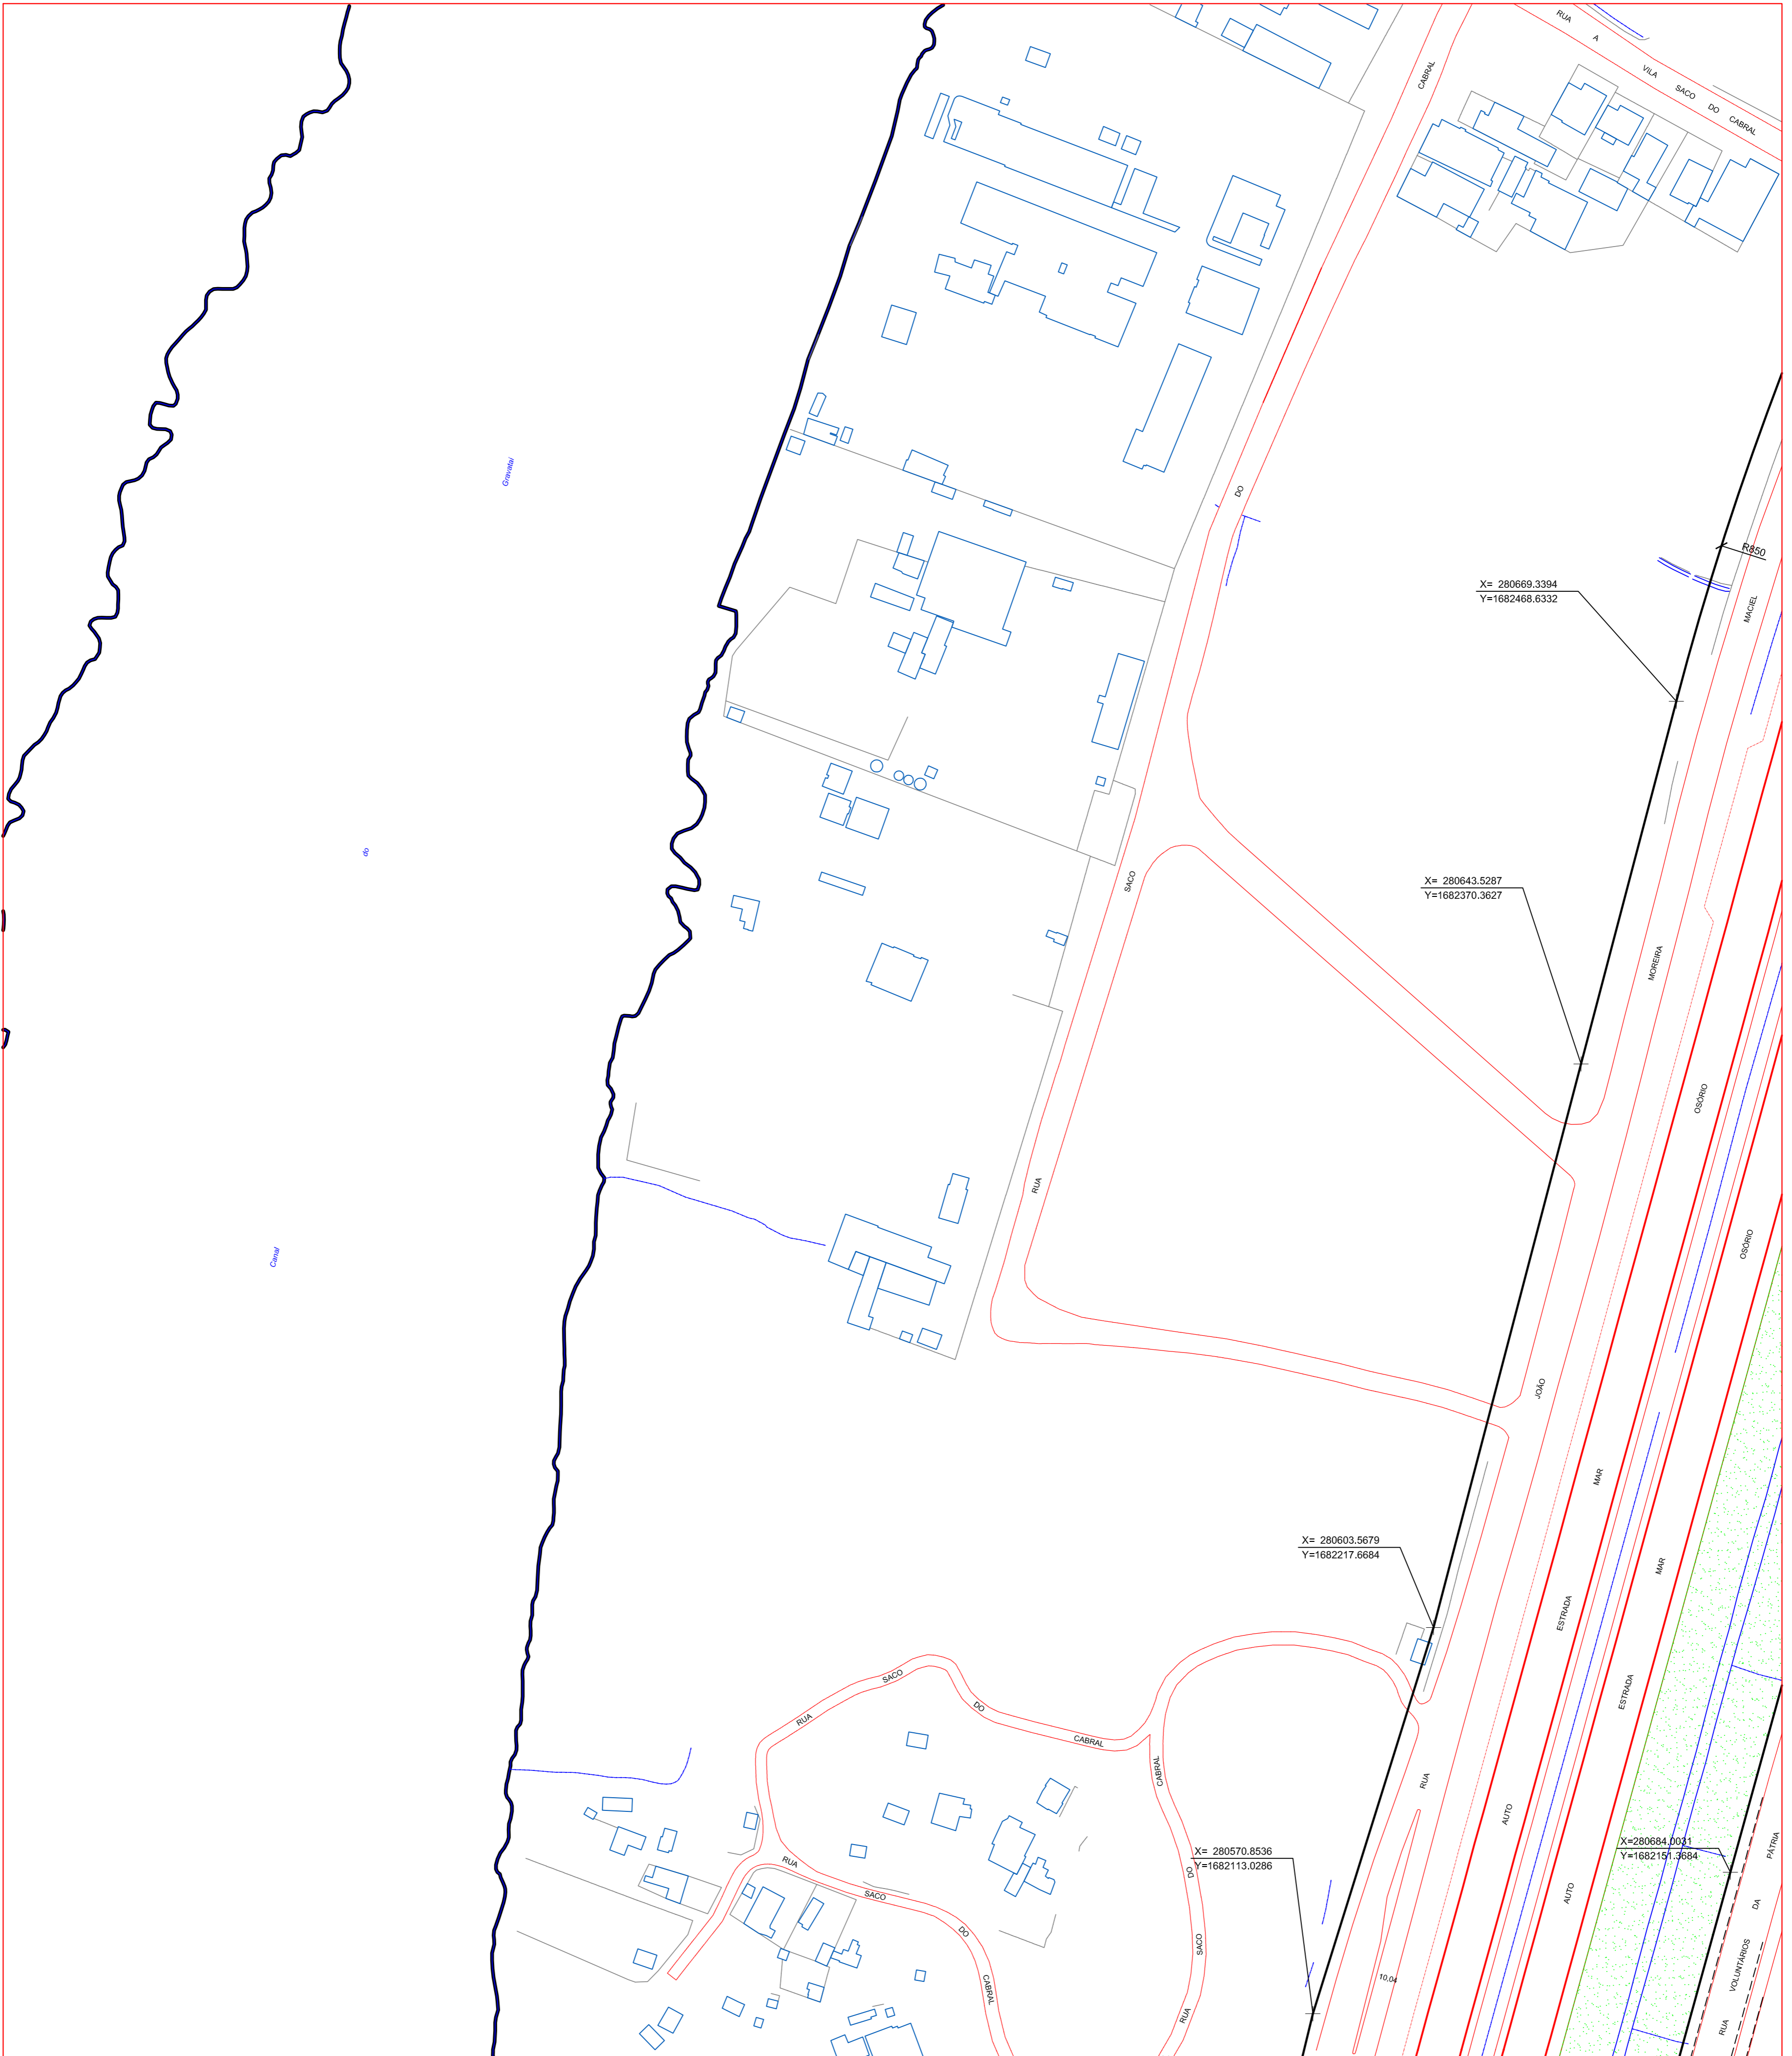 RUA
A
VILA
SACO
DO
CABRAL
CABRAL
Gravataí
DO
R850
X= 280669.3394
Y=1682468.6332
MACIEL
do
SACO
X= 280643.5287
Y=1682370.3627
MOREIRA
OSÓRIO
RUA
Canal
OSÓRIO
JOÃO
MAR
X= 280603.5679
Y=1682217.6684
MAR
ESTRADA
SACO
RUA
DO
CABRAL
ESTRADA
CABRAL
RUA
AUTO
X=280684.0031
Y=1682151.3684
PÁTRIA
X= 280570.8536
Y=1682113.0286
RUA
SACO
DO
DO
AUTO
DA
SACO
VOLUNTÁRIOS
10,04
CABRAL
RUA
RUA